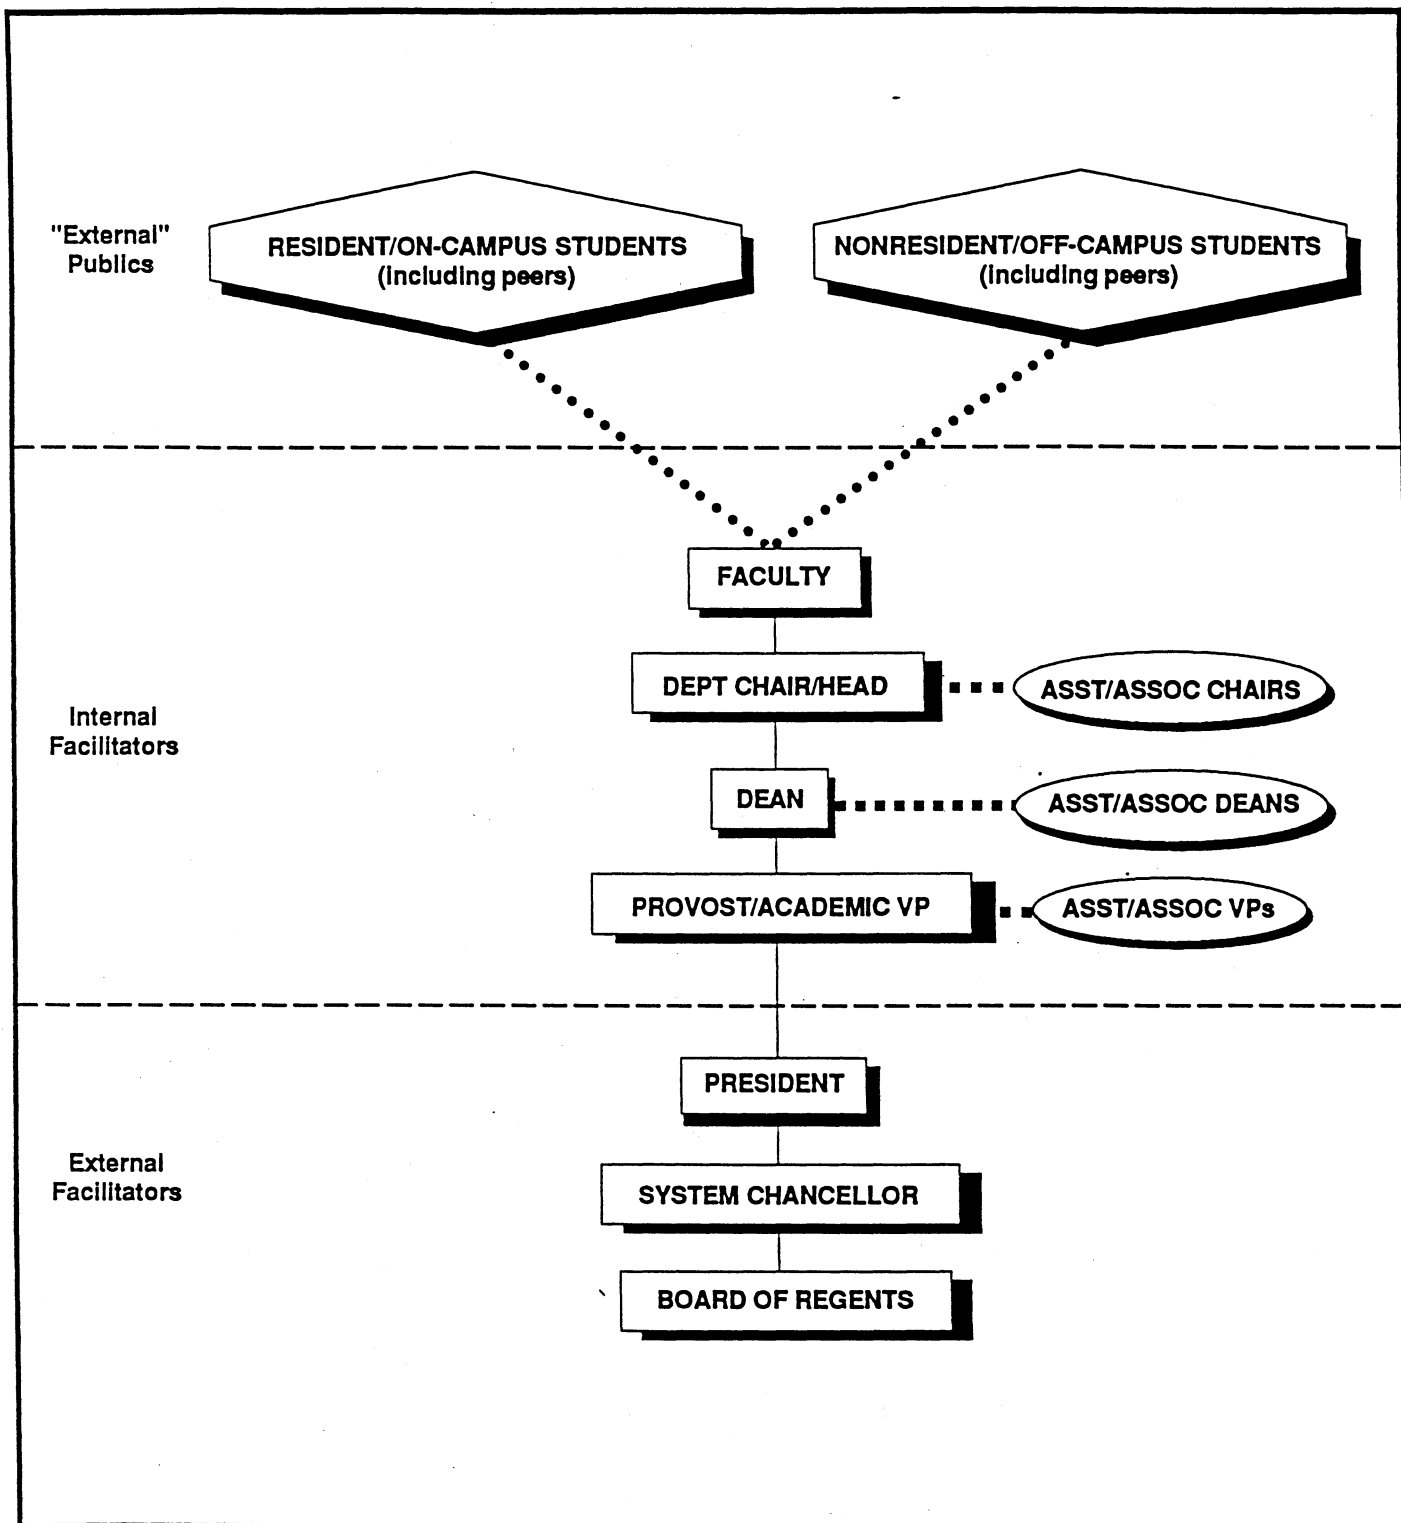 "External"
Publics
RESIDENT/ON-CAMPUS STUDENTS
(including peers)
NONRESIDENT/OFF-CAMPUS STUDENTS
(including peers)
FACULTY
Internal
Facilitators
DEPT CHAIR/HEAD
ASST/ASSOC CHAIRS
DEAN
ASST/ASSOC DEANS
PROVOST/ACADEMIC VP
ASST/ASSOC VPs
External
Facilitators
PRESIDENT
SYSTEM CHANCELLOR
BOARD OF REGENTS